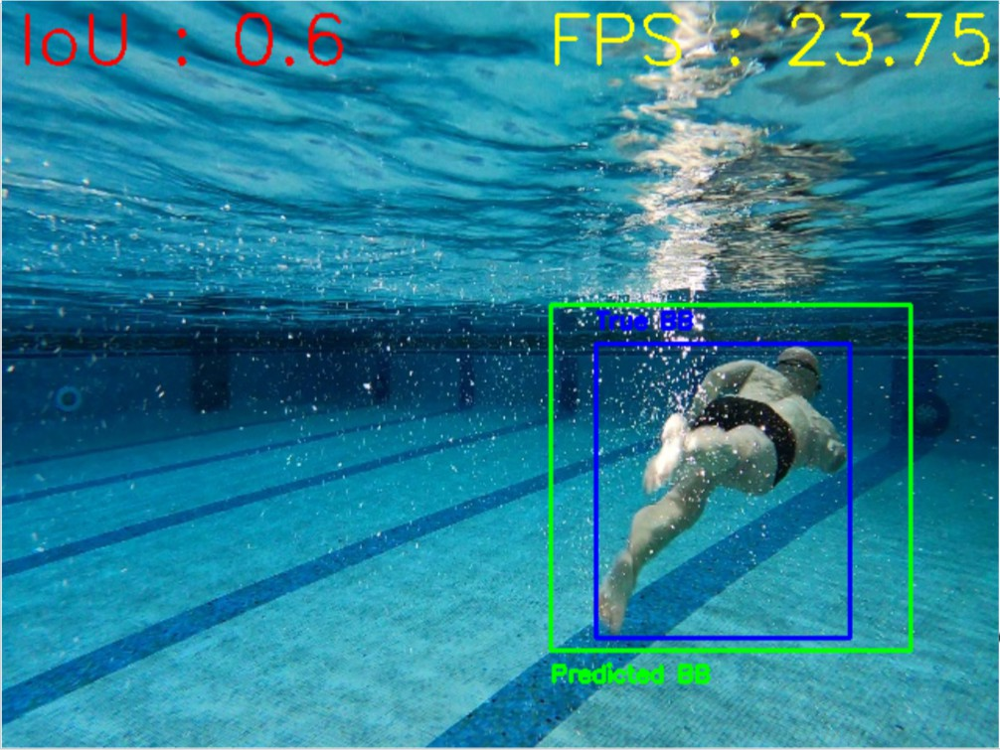 IoU : 0.6
FPS : 23.75
True BB
Predicted BB